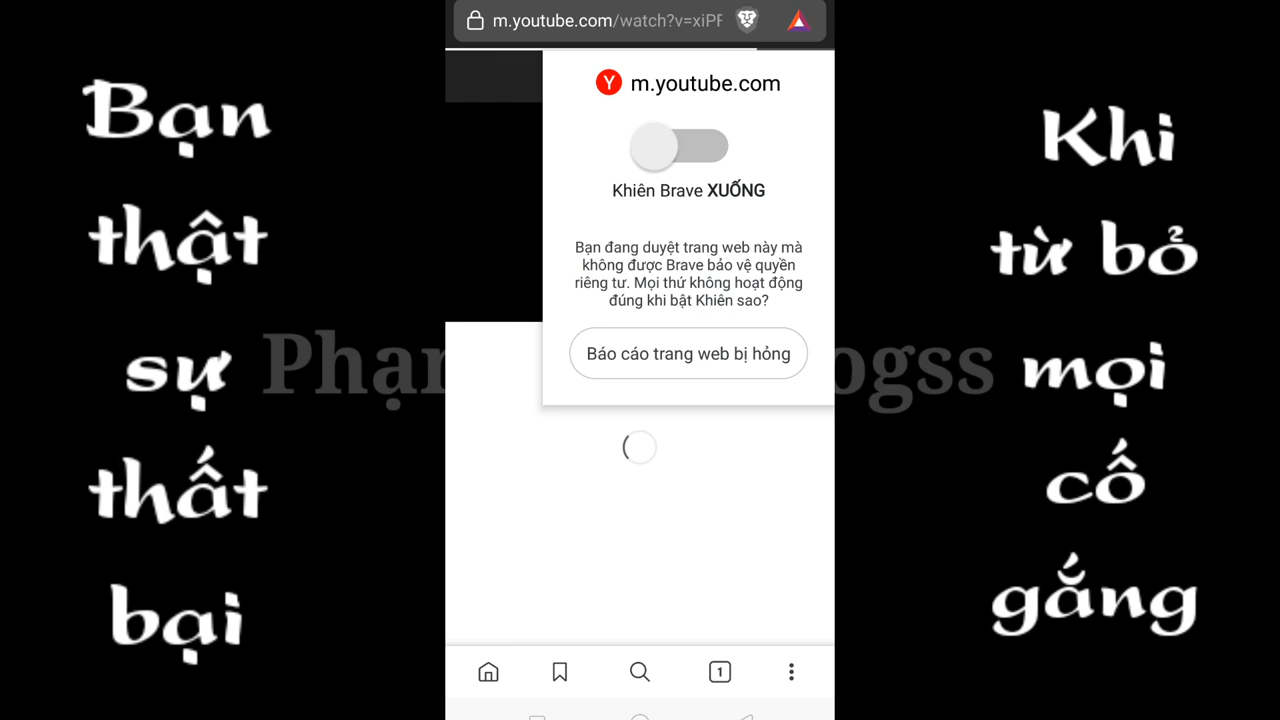 Bạn
thật
sự
thất
bại
m.youtube.com/watch?v=xiPF
Y m.youtube.com
Khiên Brave XUỐNG
Bạn đang duyệt trang web này mà
không được Brave bảo vệ quyền
riêng tư. Mọi thứ không hoạt động
đúng khi bật Khiên sao?
Báo cáo trang web bị hỏng
1
Khi
từ bỏ
mọi
cố
gắng